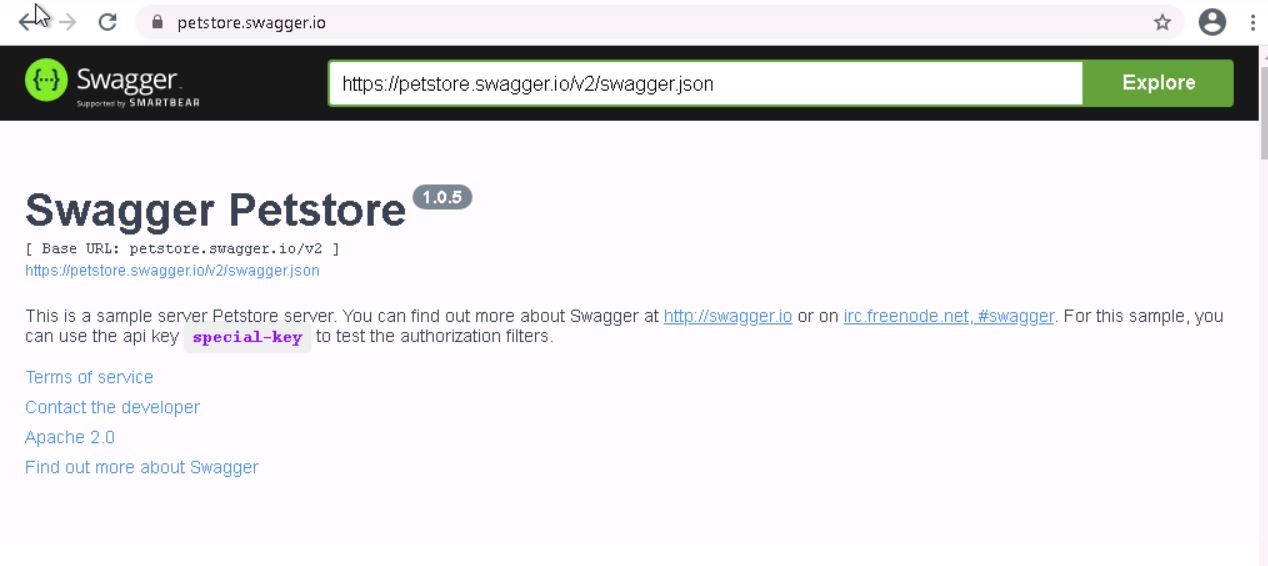 petstore.swagger.io
{···} Swagger.
Supported by SMARTBEAR
https://petstore.swagger.io/v2/swagger.json
Explore
Swagger Petstore 1.0.5
[ Base URL: petstore.swagger.io/v2 ]
https://petstore.swagger.io/v2/swagger.json
This is a sample server Petstore server. You can find out more about Swagger at http://swagger.io or on irc.freenode.net, #swagger. For this sample, you
can use the api key special-key to test the authorization filters.
Terms of service
Contact the developer
Apache 2.0
Find out more about Swagger